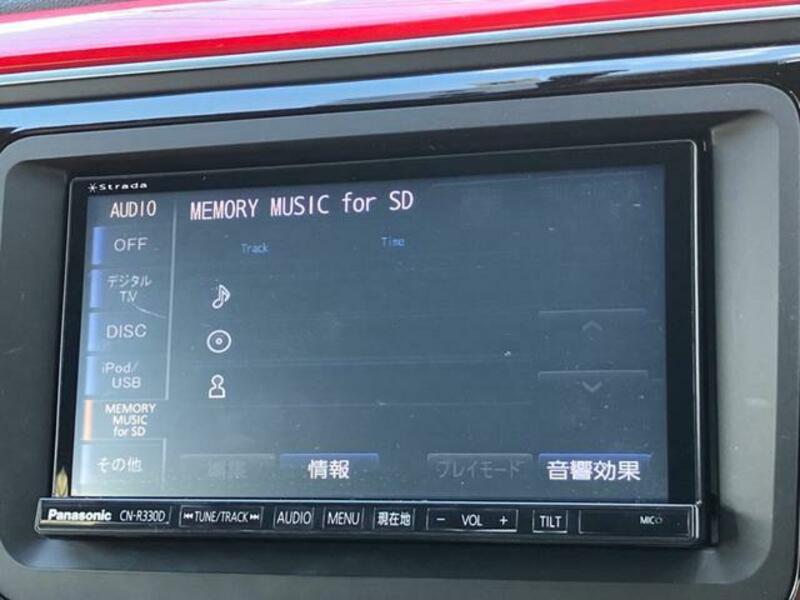 Strada
AUDIO
MEMORY MUSIC for SD
OFF
Track
Time
デジタル
TV
DISC
iPod/
USB
MEMORY
MUSIC
for SD
その他
編集
情報
プレイモード
音響効果
Panasonic CN-R330D
TUNE/TRACK
AUDIO
MENU
現在地
− VOL +
TILT
MIC